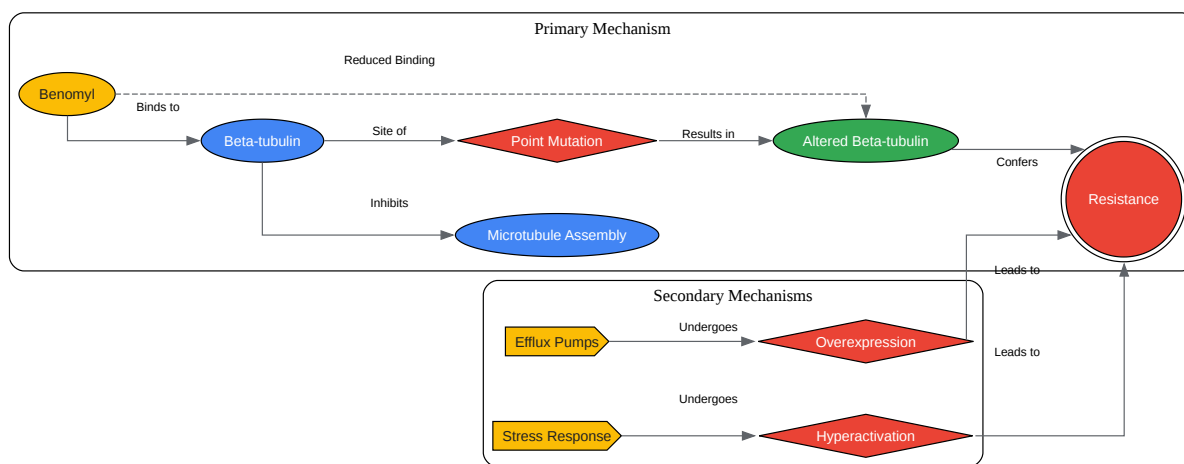 Primary Mechanism
Reduced Binding
Benomyl
Binds to
Beta-tubulin
Site of
Point Mutation
Results in
Altered Beta-tubulin
Confers
Resistance
Inhibits
Microtubule Assembly
Leads to
Secondary Mechanisms
Efflux Pumps
Undergoes
Overexpression
Leads to
Stress Response
Undergoes
Hyperactivation